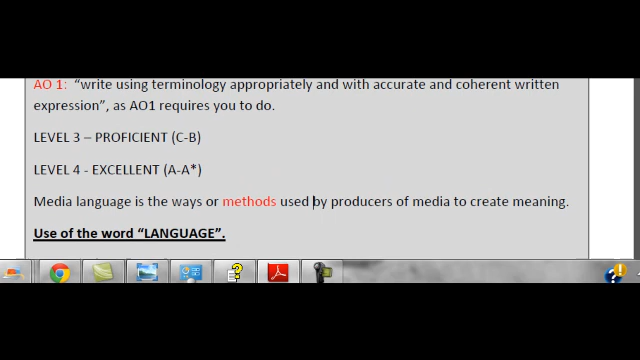 AO 1: “write using terminology appropriately and with accurate and coherent written
expression”, as AO1 requires you to do.
LEVEL 3 – PROFICIENT (C-B)
LEVEL 4 - EXCELLENT (A-A*)
Media language is the ways or methods used by producers of media to create meaning.
Use of the word “LANGUAGE”.